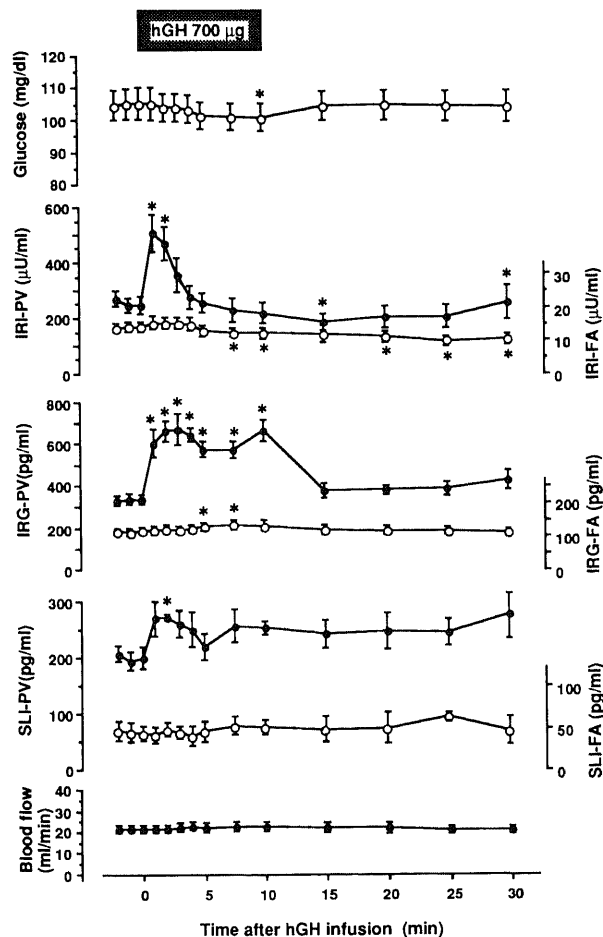 hGH 700 µg
Glucose (mg/dl)
120
110
100
90
80
*
IRI-PV (µU/ml)
600
400
200
0
* *
* *
* * * * *
30
20
10
0
IRI-FA (µU/ml)
IRG-PV(pg/ml)
800
600
400
200
0
* * * * * * *
* *
200
100
0
IRG-FA (pg/ml)
SLI-PV(pg/ml)
300
200
100
0
*
100
50
0
SLI-FA (pg/ml)
Blood flow
(ml/min)
40
30
20
10
0
0 5 10 15 20 25 30
Time after hGH infusion (min)